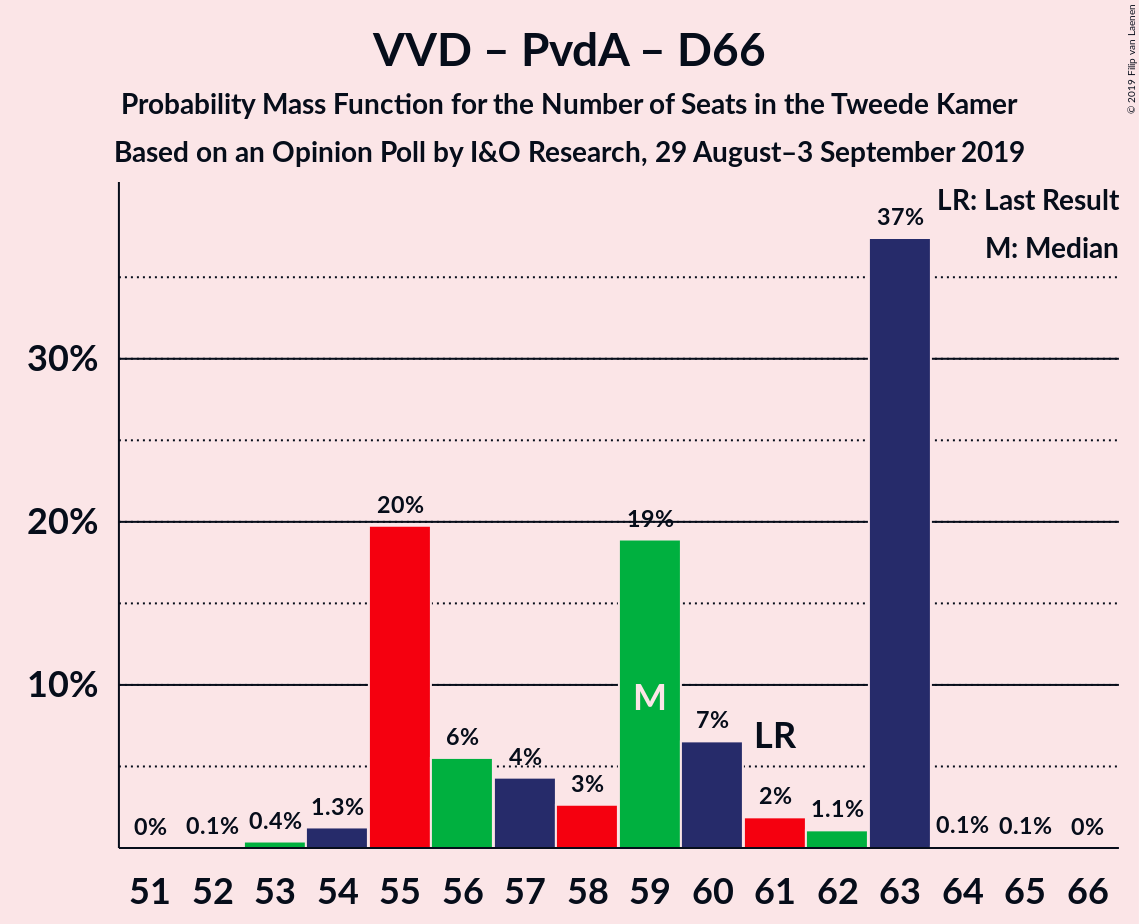 VVD – PvdA – D66
Probability Mass Function for the Number of Seats in the Tweede Kamer
Based on an Opinion Poll by I&O Research, 29 August–3 September 2019
© 2019 Filip van Laenen
LR: Last Result
M: Median
30%
20%
10%
0%
0.1%
0.4%
1.3%
20%
6%
4%
3%
19%
M
7%
LR
2%
1.1%
37%
0.1%
0.1%
0%
51 52 53 54 55 56 57 58 59 60 61 62 63 64 65 66